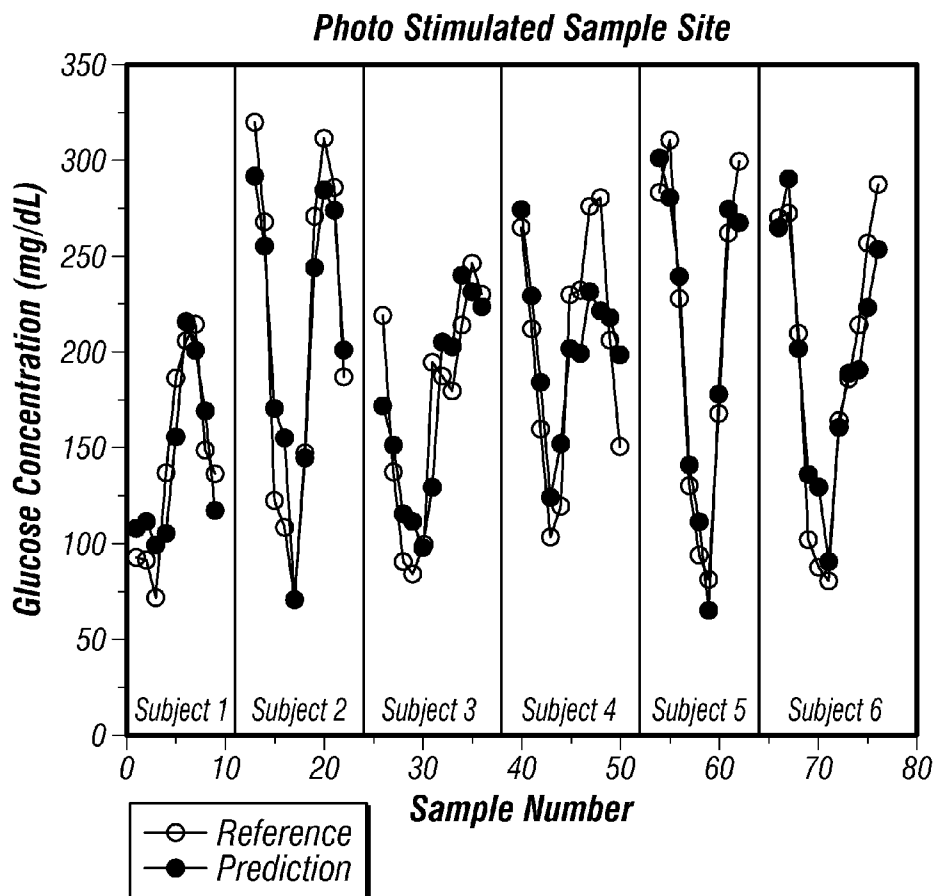 Photo Stimulated Sample Site
Glucose Concentration (mg/dL)
350
300
250
200
150
100
50
0
Subject 1
Subject 2
Subject 3
Subject 4
Subject 5
Subject 6
0 10 20 30 40 50 60 70 80
Sample Number
Reference
Prediction